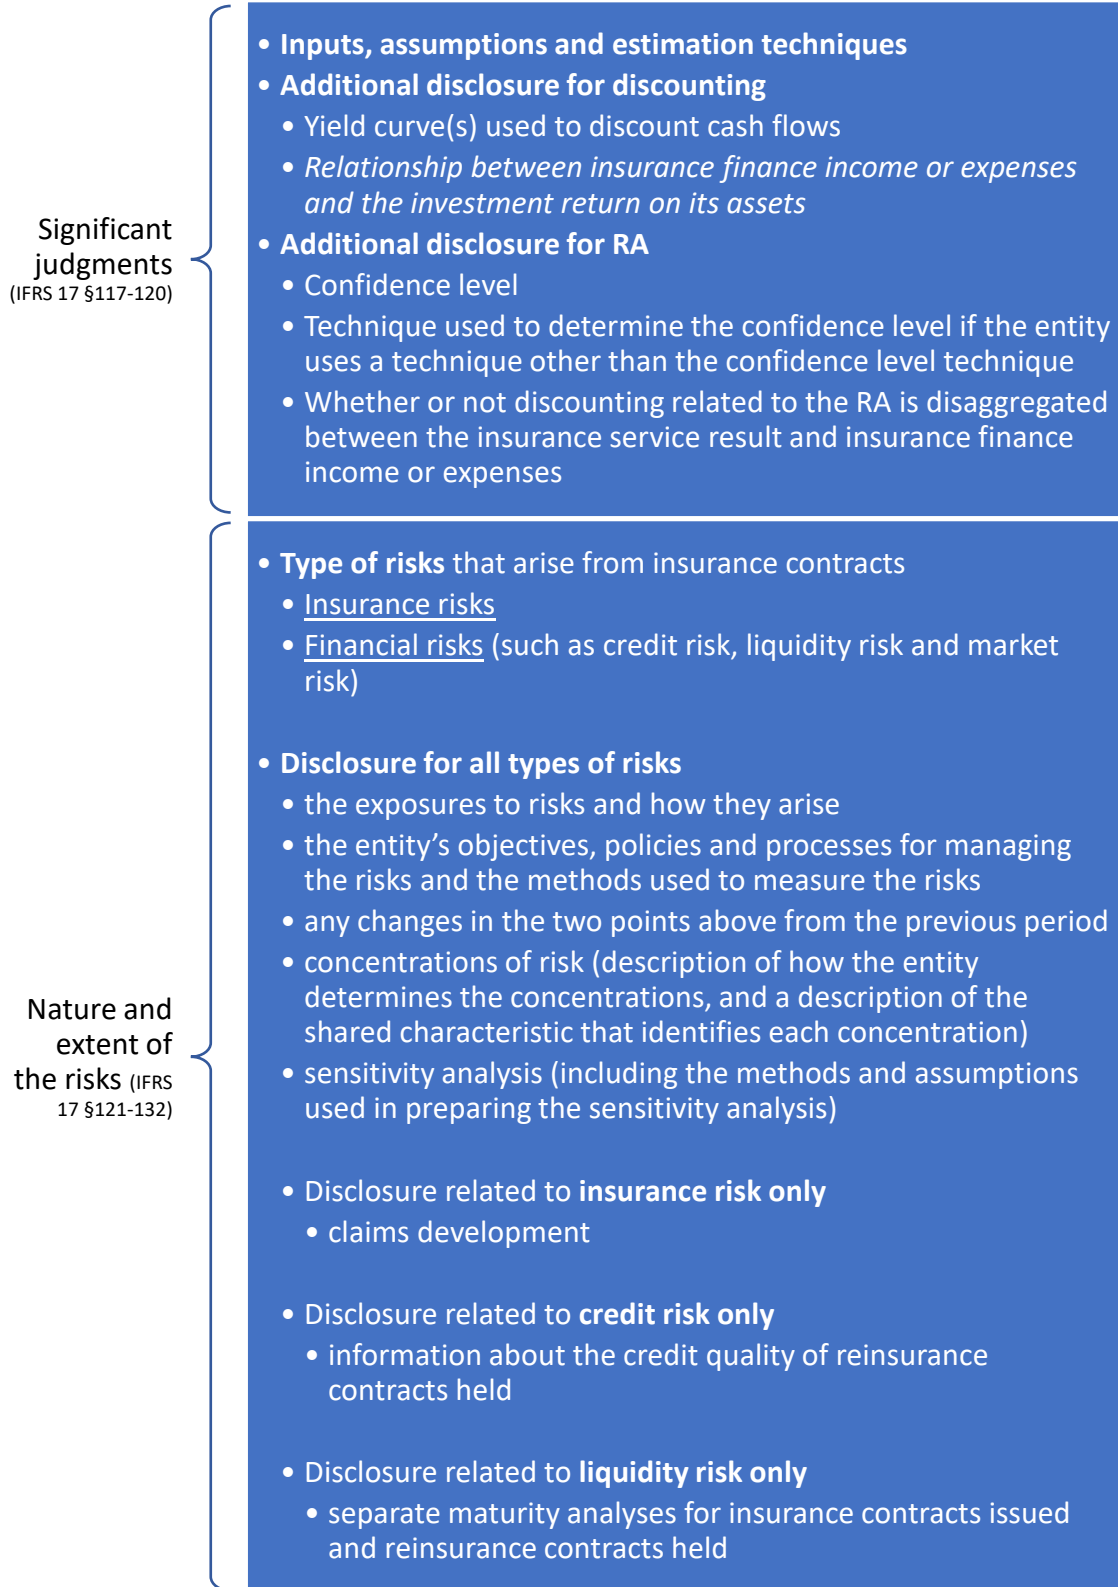 Significant
judgments
(IFRS 17 §117-120)
• Inputs, assumptions and estimation techniques
• Additional disclosure for discounting
• Yield curve(s) used to discount cash flows
• Relationship between insurance finance income or expenses
and the investment return on its assets
• Additional disclosure for RA
• Confidence level
• Technique used to determine the confidence level if the entity
uses a technique other than the confidence level technique
• Whether or not discounting related to the RA is disaggregated
between the insurance service result and insurance finance
income or expenses
Nature and
extent of
the risks (IFRS
17 §121-132)
• Type of risks that arise from insurance contracts
• Insurance risks
• Financial risks (such as credit risk, liquidity risk and market
risk)
• Disclosure for all types of risks
• the exposures to risks and how they arise
• the entity’s objectives, policies and processes for managing
the risks and the methods used to measure the risks
• any changes in the two points above from the previous period
• concentrations of risk (description of how the entity
determines the concentrations, and a description of the
shared characteristic that identifies each concentration)
• sensitivity analysis (including the methods and assumptions
used in preparing the sensitivity analysis)
• Disclosure related to insurance risk only
• claims development
• Disclosure related to credit risk only
• information about the credit quality of reinsurance
contracts held
• Disclosure related to liquidity risk only
• separate maturity analyses for insurance contracts issued
and reinsurance contracts held